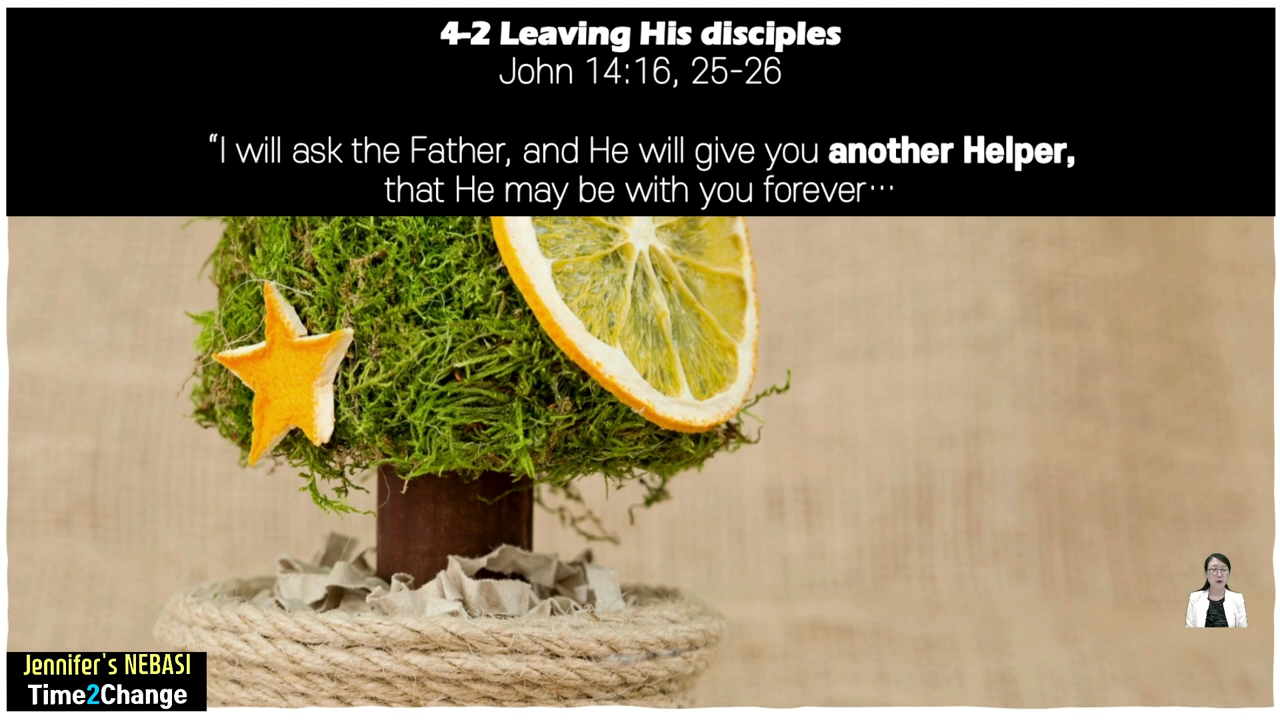 4-2 Leaving His disciples
John 14:16, 25-26
“I will ask the Father, and He will give you another Helper,
that He may be with you forever…
Jennifer's NEBASI
Time2Change